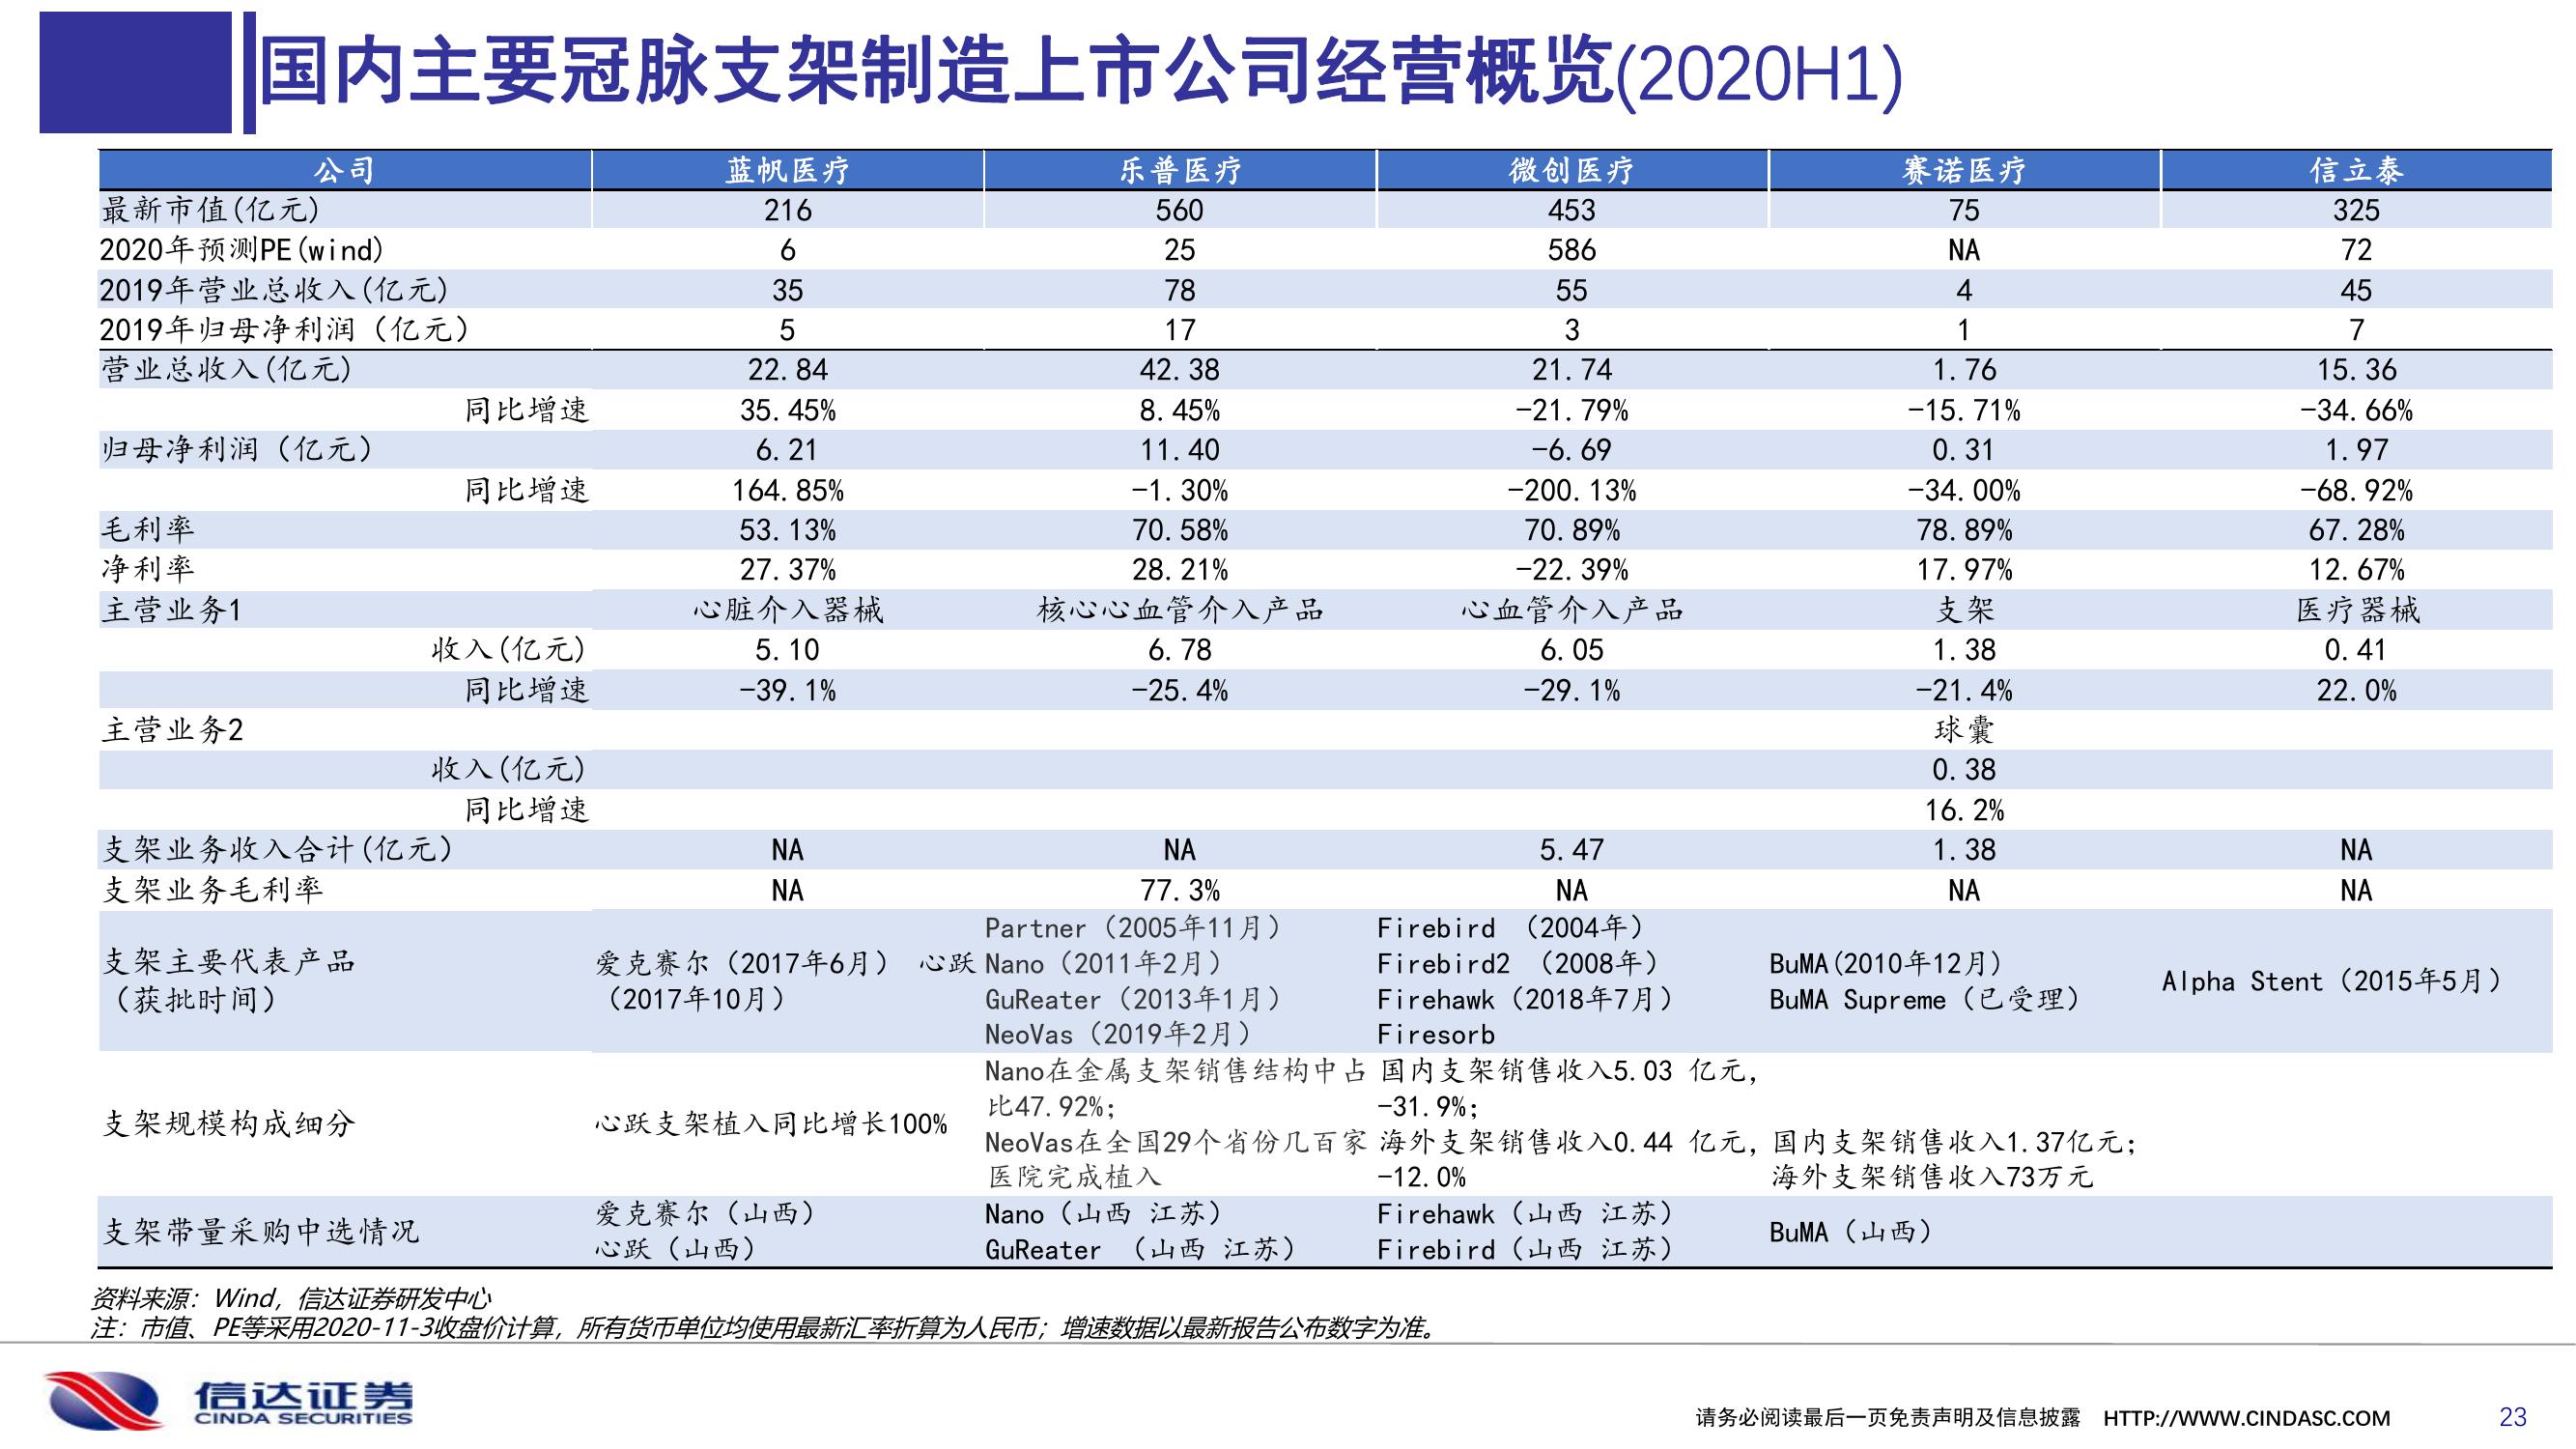 国内主要冠脉支架制造上市公司经营概览(2020H1)
公司 蓝帆医疗 乐普医疗 微创医疗 赛诺医疗 信立泰
最新市值(亿元) 216 560 453 75 325
2020年预测PE(wind) 6 25 586 NA 72
2019年营业总收入(亿元) 35 78 55 4 45
2019年归母净利润（亿元） 5 17 3 1 7
营业总收入(亿元) 22.84 42.38 21.74 1.76 15.36
同比增速 35.45% 8.45% -21.79% -15.71% -34.66%
归母净利润（亿元） 6.21 11.40 -6.69 0.31 1.97
同比增速 164.85% -1.30% -200.13% -34.00% -68.92%
毛利率 53.13% 70.58% 70.89% 78.89% 67.28%
净利率 27.37% 28.21% -22.39% 17.97% 12.67%
主营业务1 心脏介入器械 核心心血管介入产品 心血管介入产品 支架 医疗器械
收入(亿元) 5.10 6.78 6.05 1.38 0.41
同比增速 -39.1% -25.4% -29.1% -21.4% 22.0%
主营业务2 球囊
收入(亿元) 0.38
同比增速 16.2%
支架业务收入合计(亿元） NA NA 5.47 1.38 NA
支架业务毛利率 NA 77.3% NA NA NA
支架主要代表产品
（获批时间）
爱克赛尔（2017年6月） 心跃
（2017年10月）
Partner（2005年11月）
Nano（2011年2月）
GuReater（2013年1月）
NeoVas（2019年2月）
Firebird （2004年）
Firebird2 （2008年）
Firehawk（2018年7月）
Firesorb
BuMA(2010年12月)
BuMA Supreme（已受理）
Alpha Stent（2015年5月）
支架规模构成细分
心跃支架植入同比增长100%
Nano在金属支架销售结构中占
比47.92%；
NeoVas在全国29个省份几百家
医院完成植入
国内支架销售收入5.03 亿元，
-31.9%；
海外支架销售收入0.44 亿元，
-12.0%
国内支架销售收入1.37亿元；
海外支架销售收入73万元
支架带量采购中选情况
爱克赛尔（山西）
心跃（山西）
Nano（山西 江苏）
GuReater （山西 江苏）
Firehawk（山西 江苏）
Firebird（山西 江苏）
BuMA（山西）
资料来源：Wind，信达证券研发中心
注：市值、PE等采用2020-11-3收盘价计算，所有货币单位均使用最新汇率折算为人民币；增速数据以最新报告公布数字为准。
信达证券
CINDA SECURITIES
请务必阅读最后一页免责声明及信息披露 HTTP://WWW.CINDASC.COM 23